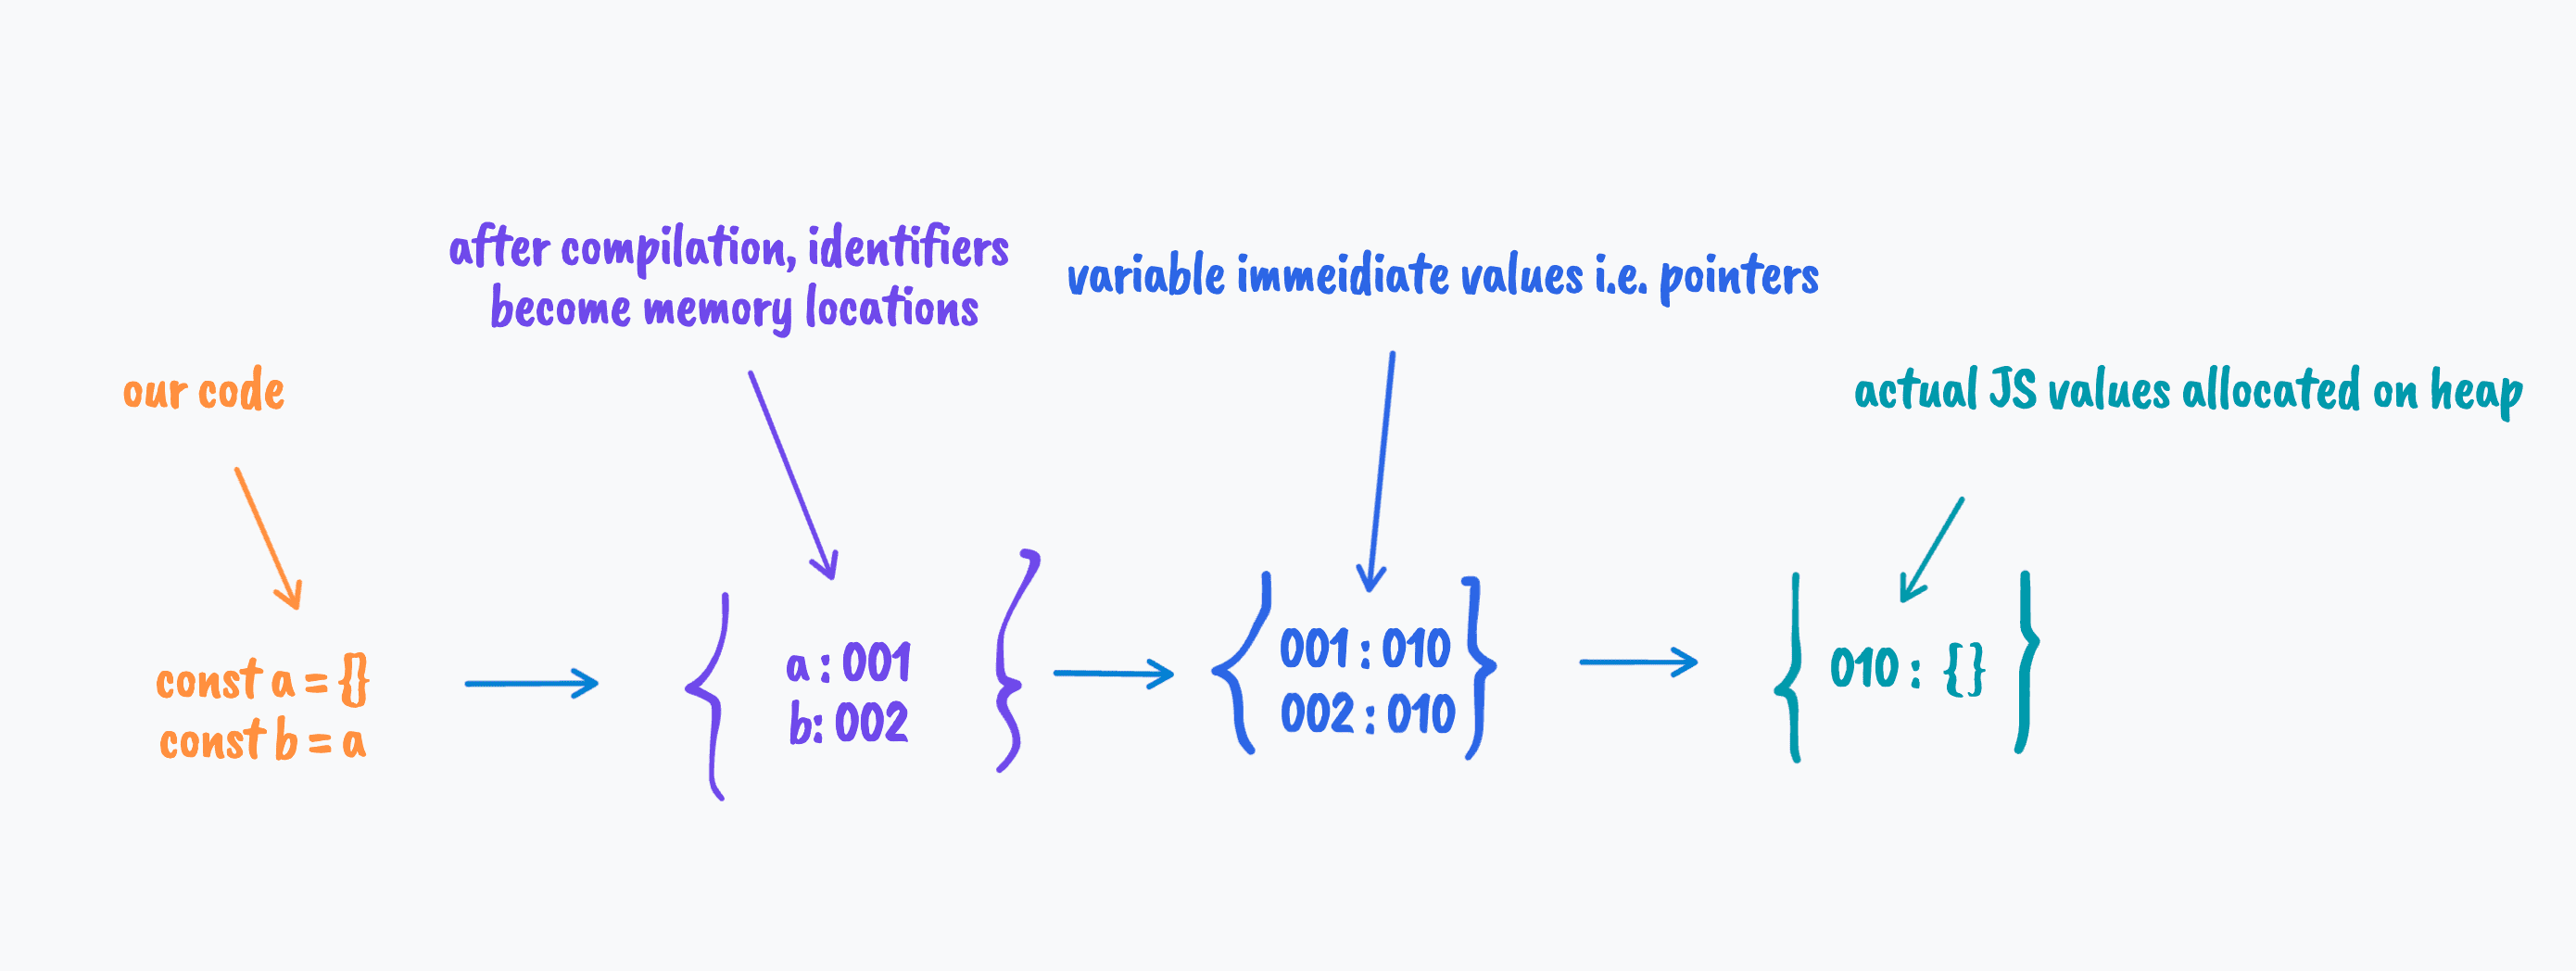 our code
const a = {}
const b = a
after compilation, identifiers
become memory locations
a : 001
b: 002
variable immeidiate values i.e. pointers
001 : 010
002 : 010
actual JS values allocated on heap
010 : {}